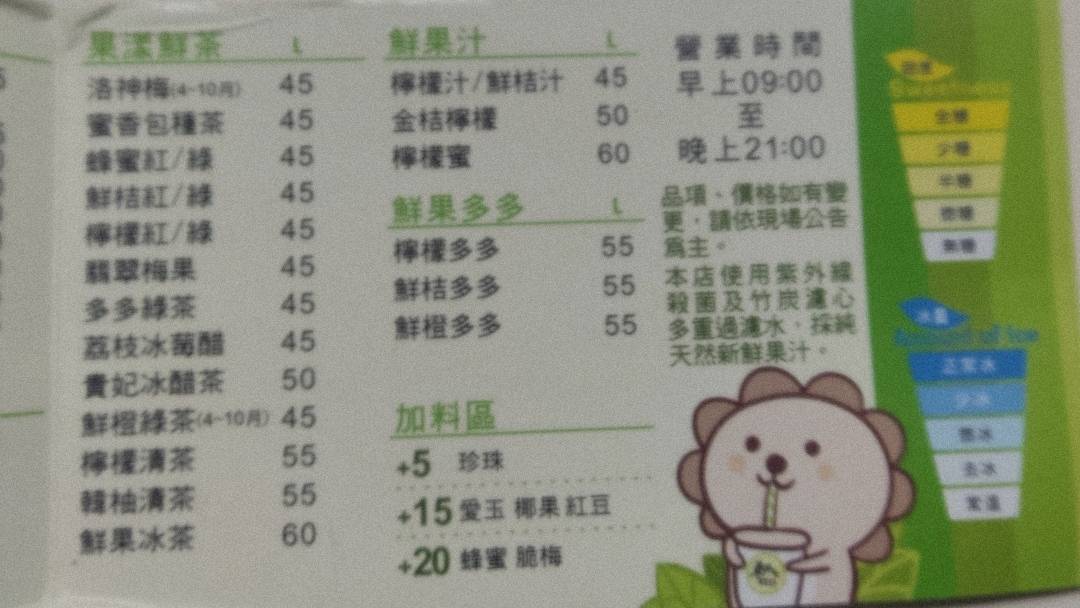 果漾鮮茶 L
洛神梅(4-10月) 45
蜜香包種茶 45
蜂蜜紅/綠 45
鮮桔紅/綠 45
檸檬紅/綠 45
翡翠梅果 45
多多綠茶 45
荔枝冰莓醋 45
貴妃冰醋茶 50
鮮橙綠茶(4-10月) 45
檸檬清茶 55
韓柚清茶 55
鮮果冰茶 60
鮮果汁 L
檸檬汁/鮮桔汁 45
金桔檸檬 50
檸檬蜜 60
鮮果多多 L
檸檬多多 55
鮮桔多多 55
鮮橙多多 55
加料區
+5 珍珠
+15 愛玉 椰果 紅豆
+20 蜂蜜 脆梅
營業時間
早上09:00
至
晚上21:00
品項、價格如有變
更,請依現場公告
為主。
本店使用紫外線
殺菌及竹炭濾心
多重過濾水,採純
天然新鮮果汁。
甜度
全糖
少糖
半糖
微糖
無糖
冰量
Amount of Ice
正常冰
少冰
微冰
去冰
常溫